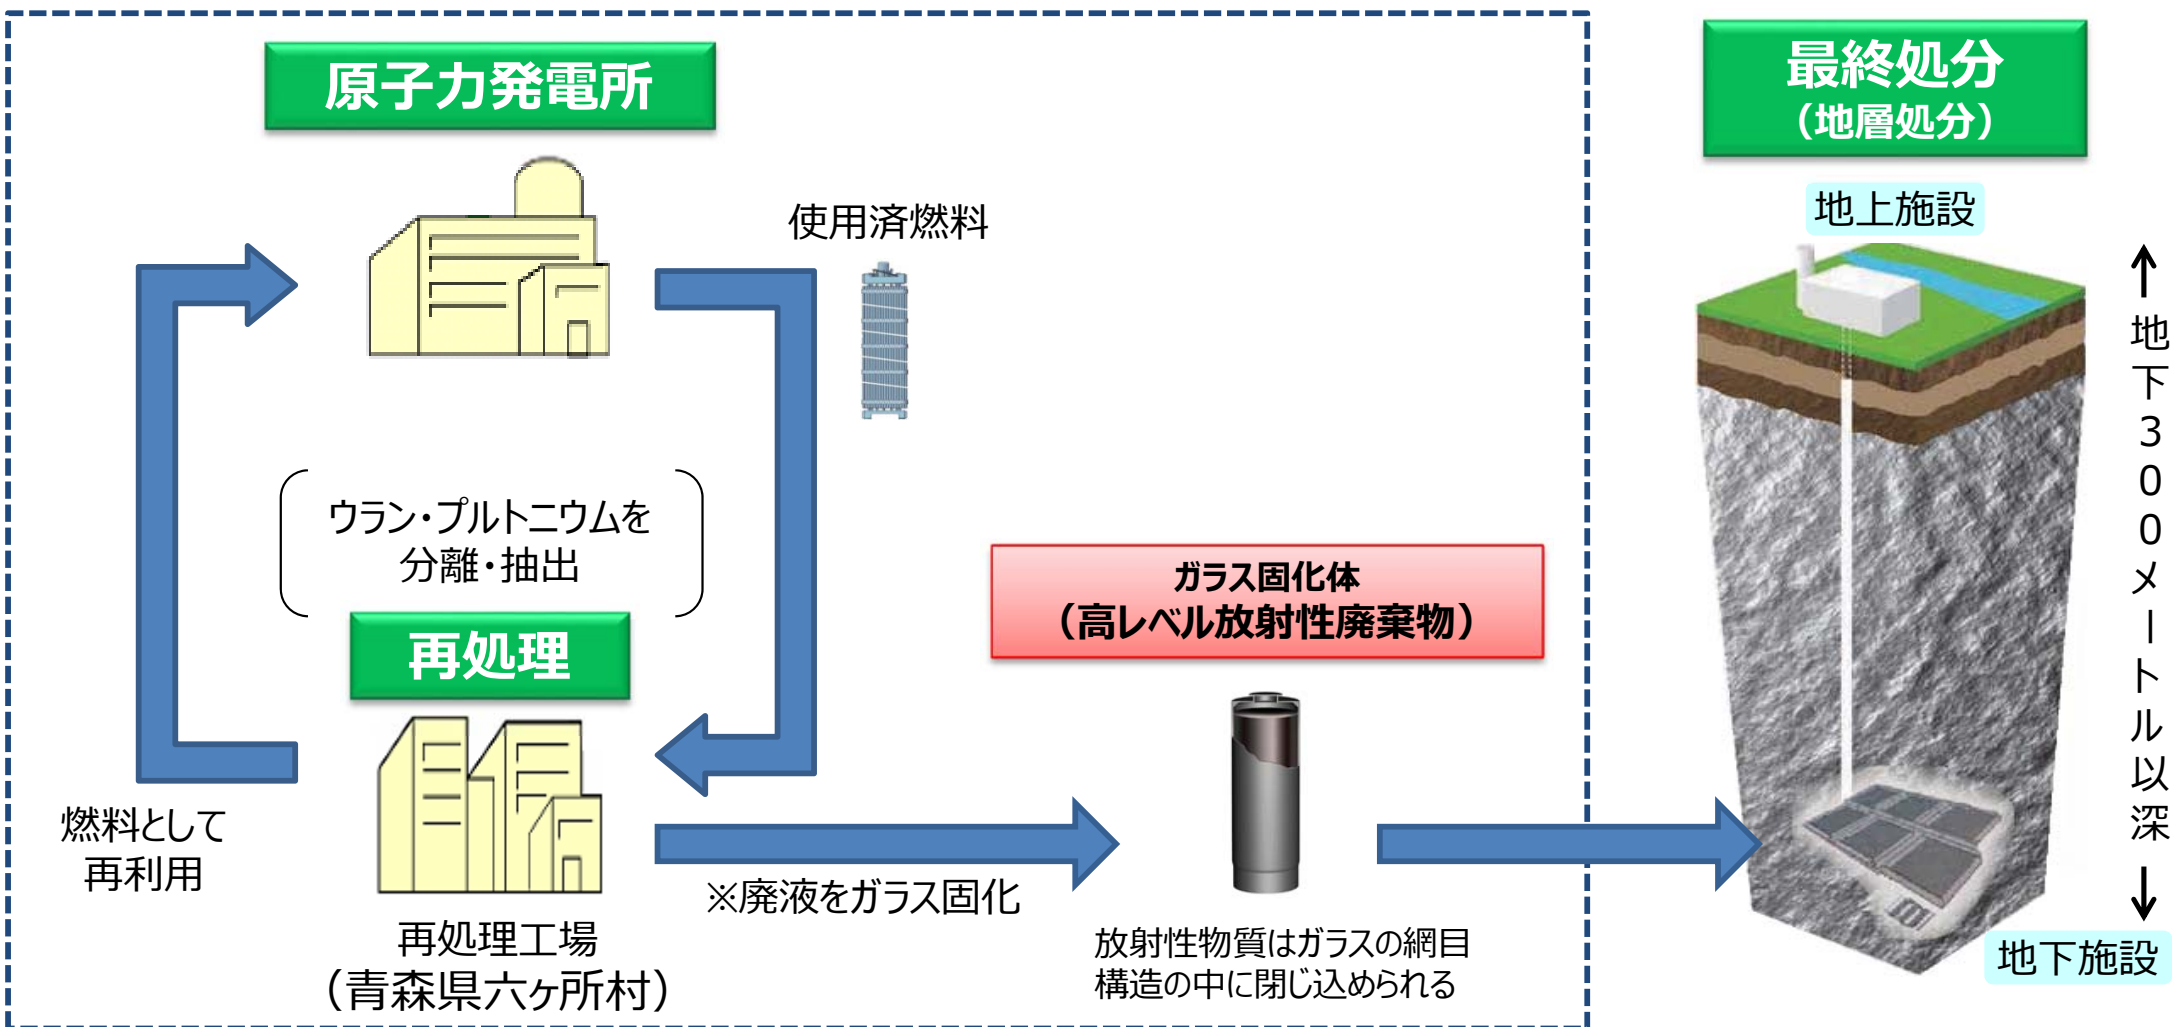 原子力発電所
使用済燃料
ウラン・プルトニウムを
分離・抽出
再処理
燃料として
再利用
再処理工場
（青森県六ヶ所村）
※廃液をガラス固化
ガラス固化体
（高レベル放射性廃棄物）
放射性物質はガラスの網目
構造の中に閉じ込められる
最終処分
（地層処分）
地上施設
↑地下300メートル以深↓
地下施設